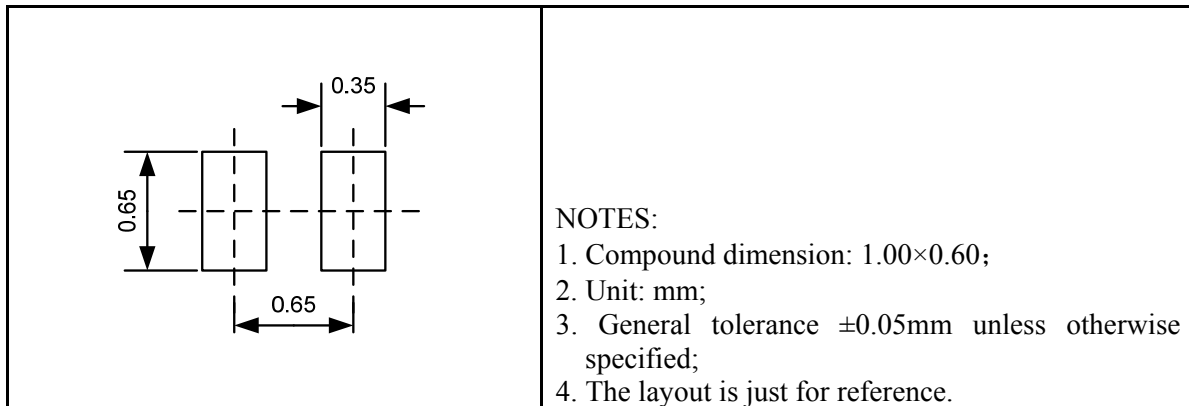 0.35
0.65
0.65
NOTES:
1. Compound dimension: 1.00×0.60；
2. Unit: mm;
3. General tolerance ±0.05mm unless otherwise
specified;
4. The layout is just for reference.